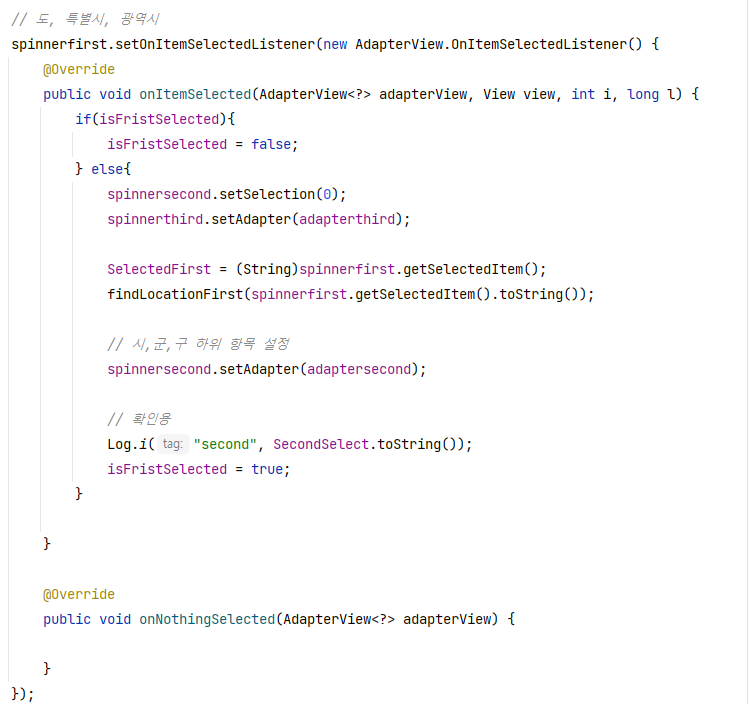 // 도, 특별시, 광역시
spinnerfirst.setOnItemSelectedListener(new AdapterView.OnItemSelectedListener() {
    @Override
    public void onItemSelected(AdapterView<?> adapterView, View view, int i, long l) {
        if(isFristSelected){
            isFristSelected = false;
        } else{
            spinnersecond.setSelection(0);
            spinnerthird.setAdapter(adapterthird);

            SelectedFirst = (String)spinnerfirst.getSelectedItem();
            findLocationFirst(spinnerfirst.getSelectedItem().toString());

            // 시,군,구 하위 항목 설정
            spinnersecond.setAdapter(adaptersecond);

            // 확인용
            Log.i( tag: "second", SecondSelect.toString());
            isFristSelected = true;
        }

    }

    @Override
    public void onNothingSelected(AdapterView<?> adapterView) {

    }
});